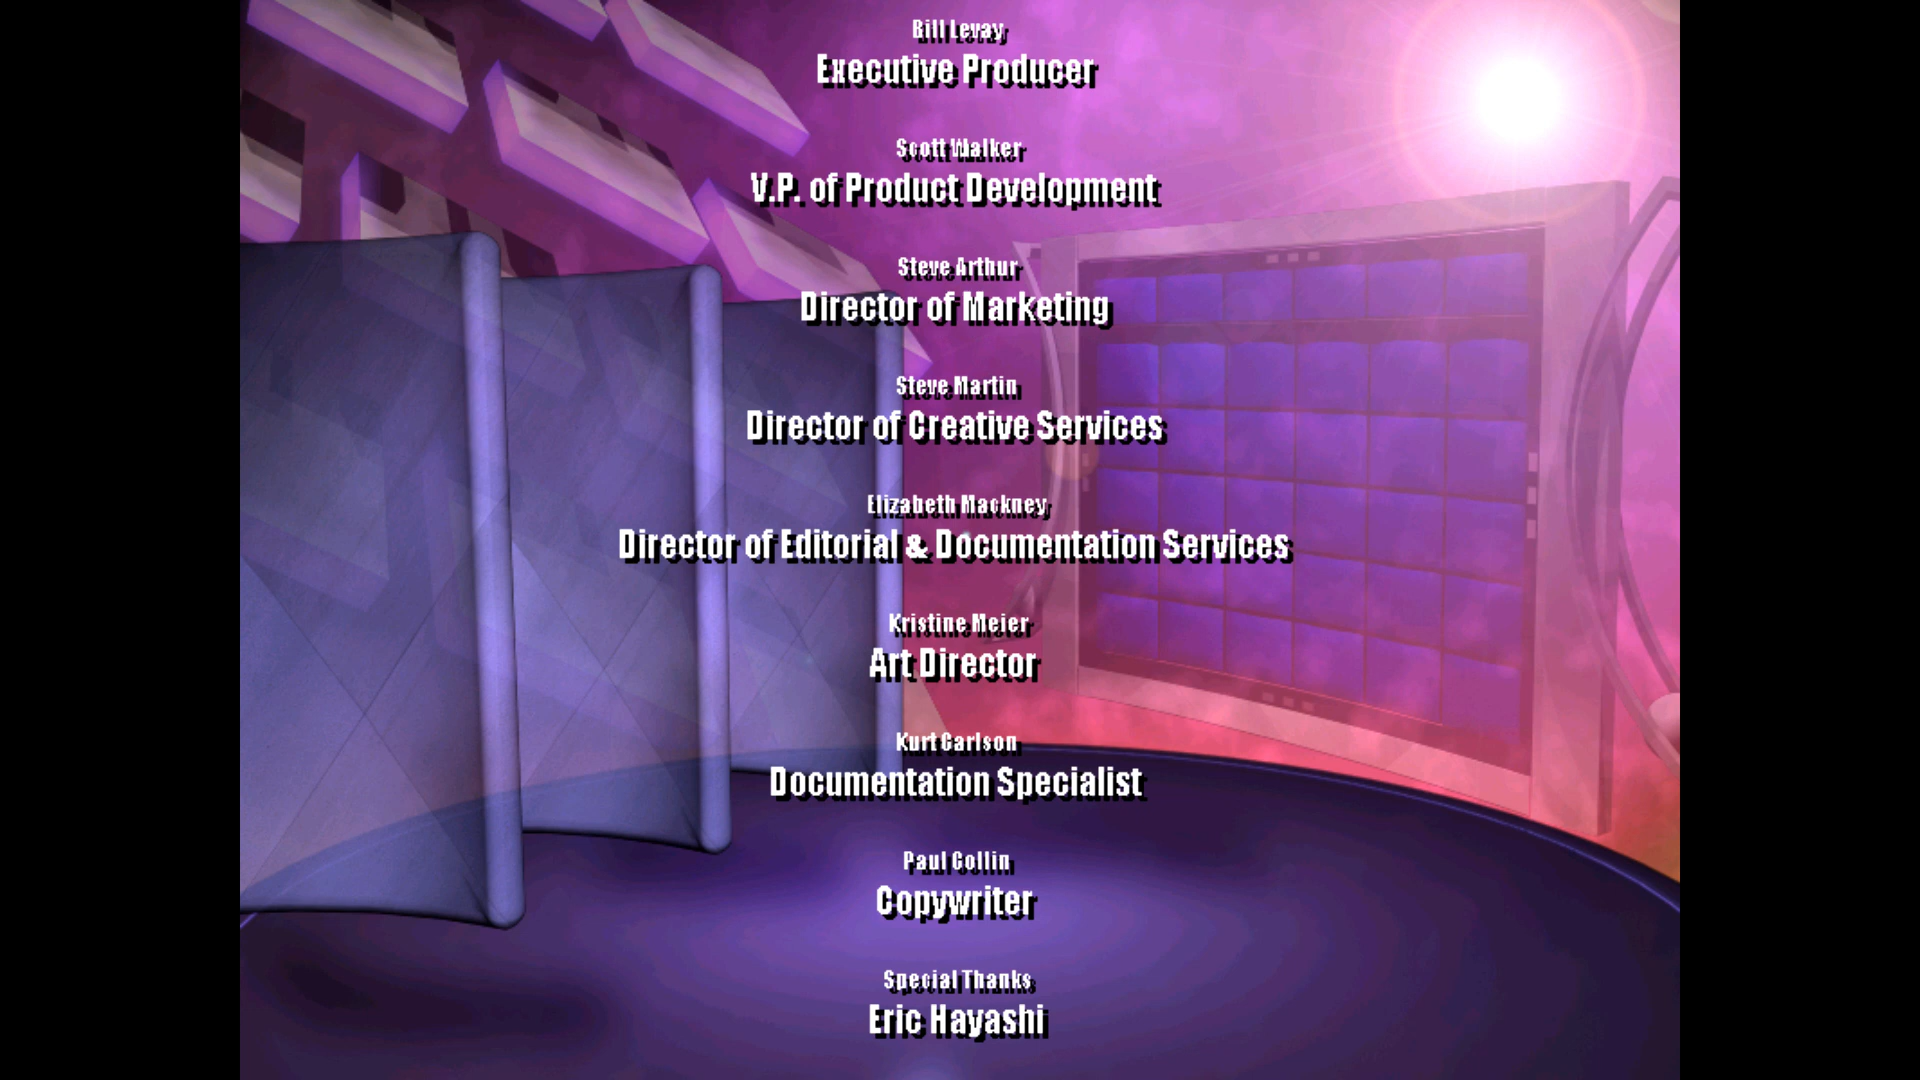 Bill Levay
Executive Producer
Scott Walker
V.P. of Product Development
Steve Arthur
Director of Marketing
Steve Martin
Director of Creative Services
Elizabeth Mackney
Director of Editorial & Documentation Services
Kristine Meier
Art Director
Kurt Carlson
Documentation Specialist
Paul Collin
Copywriter
Special Thanks
Eric Hayashi